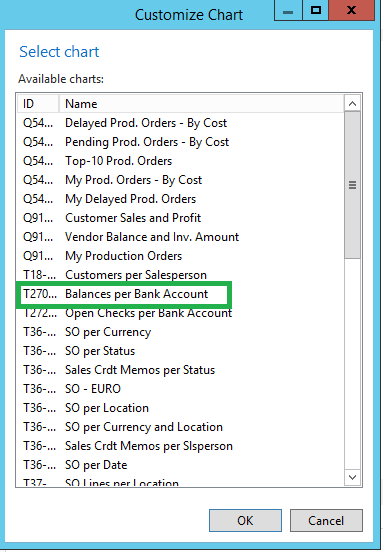 Customize Chart
Select chart
Available charts:
ID Name
Q54... Delayed Prod. Orders - By Cost
Q54... Pending Prod. Orders - By Cost
Q54... Top-10 Prod. Orders
Q54... My Prod. Orders - By Cost
Q54... My Delayed Prod. Orders
Q91... Customer Sales and Profit
Q91... Vendor Balance and Inv. Amount
Q91... My Production Orders
T18-... Customers per Salesperson
T270... Balances per Bank Account
T272... Open Checks per Bank Account
T36-... SO per Currency
T36-... SO per Status
T36-... Sales Crdt Memos per Status
T36-... SO - EURO
T36-... SO per Location
T36-... SO per Currency and Location
T36-... Sales Crdt Memos per Slsperson
T36-... SO per Date
T37-... SO Lines per Location
OK Cancel